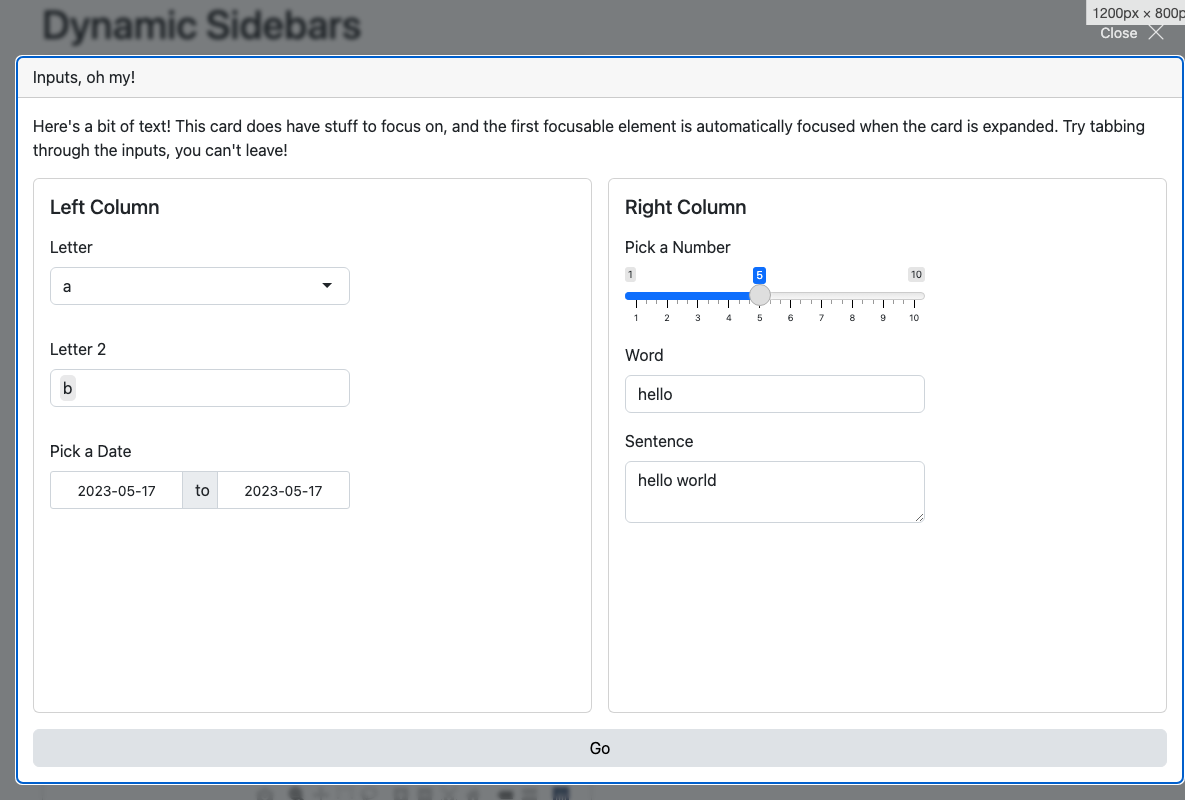 Dynamic Sidebars
1200px × 800p
Close
Inputs, oh my!
Here's a bit of text! This card does have stuff to focus on, and the first focusable element is automatically focused when the card is expanded. Try tabbing
through the inputs, you can't leave!
Left Column
Letter
a
Letter 2
b
Pick a Date
2023-05-17 to 2023-05-17
Right Column
Pick a Number
1 5 10
1 2 3 4 5 6 7 8 9 10
Word
hello
Sentence
hello world
Go